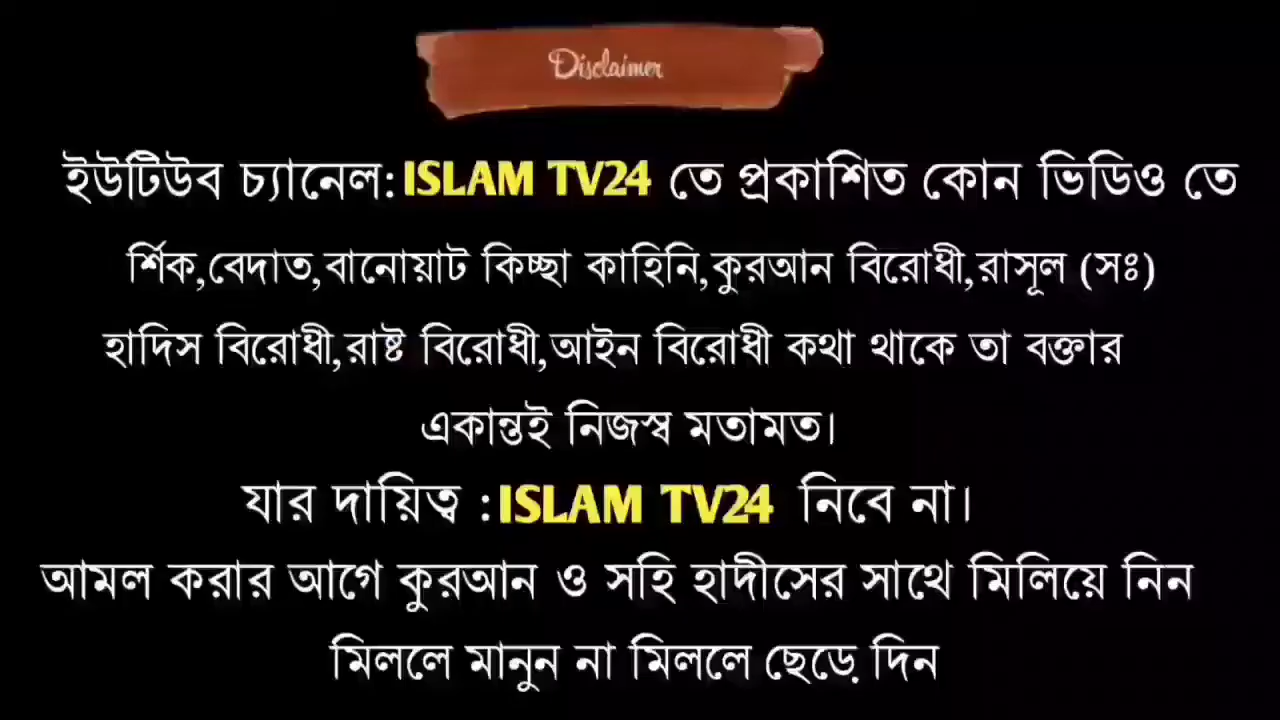 Disclaimer
ইউটিউব চ্যানেল:ISLAM TV24 তে প্রকাশিত কোন ভিডিও তে
র্শিক,বেদাত,বানোয়াট কিচ্ছা কাহিনি,কুরআন বিরোধী,রাসূল (সঃ)
হাদিস বিরোধী,রাষ্ট বিরোধী,আইন বিরোধী কথা থাকে তা বক্তার
একান্তই নিজস্ব মতামত।
যার দায়িত্ব :ISLAM TV24 নিবে না।
আমল করার আগে কুরআন ও সহি হাদীসের সাথে মিলিয়ে নিন
মিললে মানুন না মিললে ছেড়ে দিন